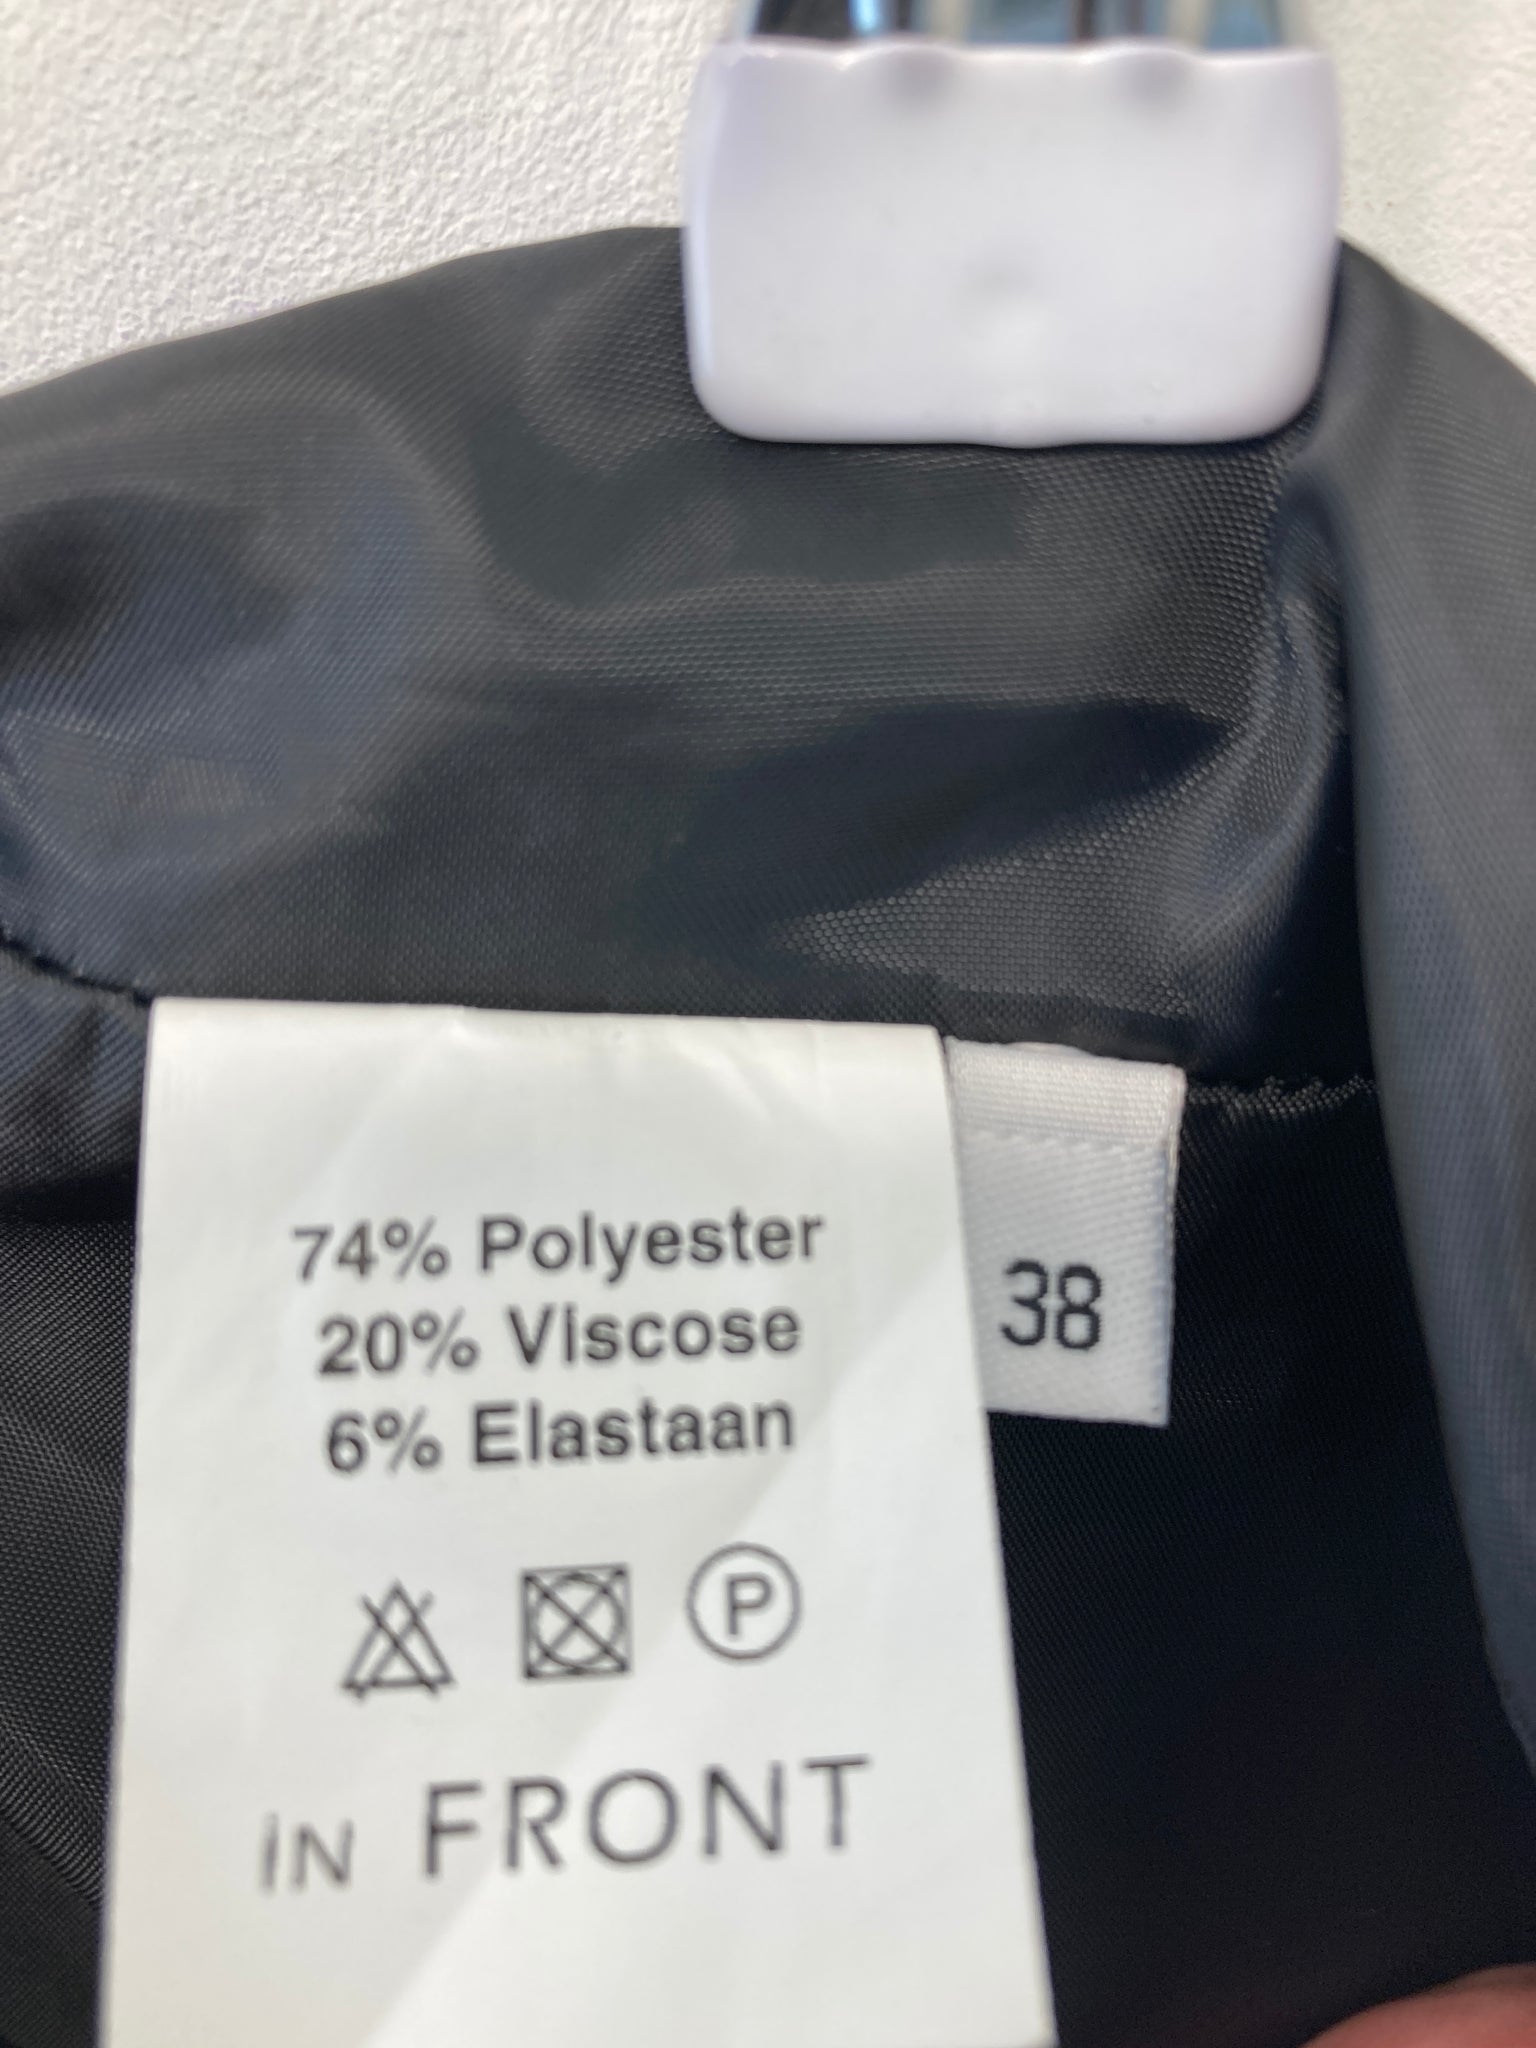 74% Polyester
20% Viscose
6% Elastaan
38
P
iN FRONT